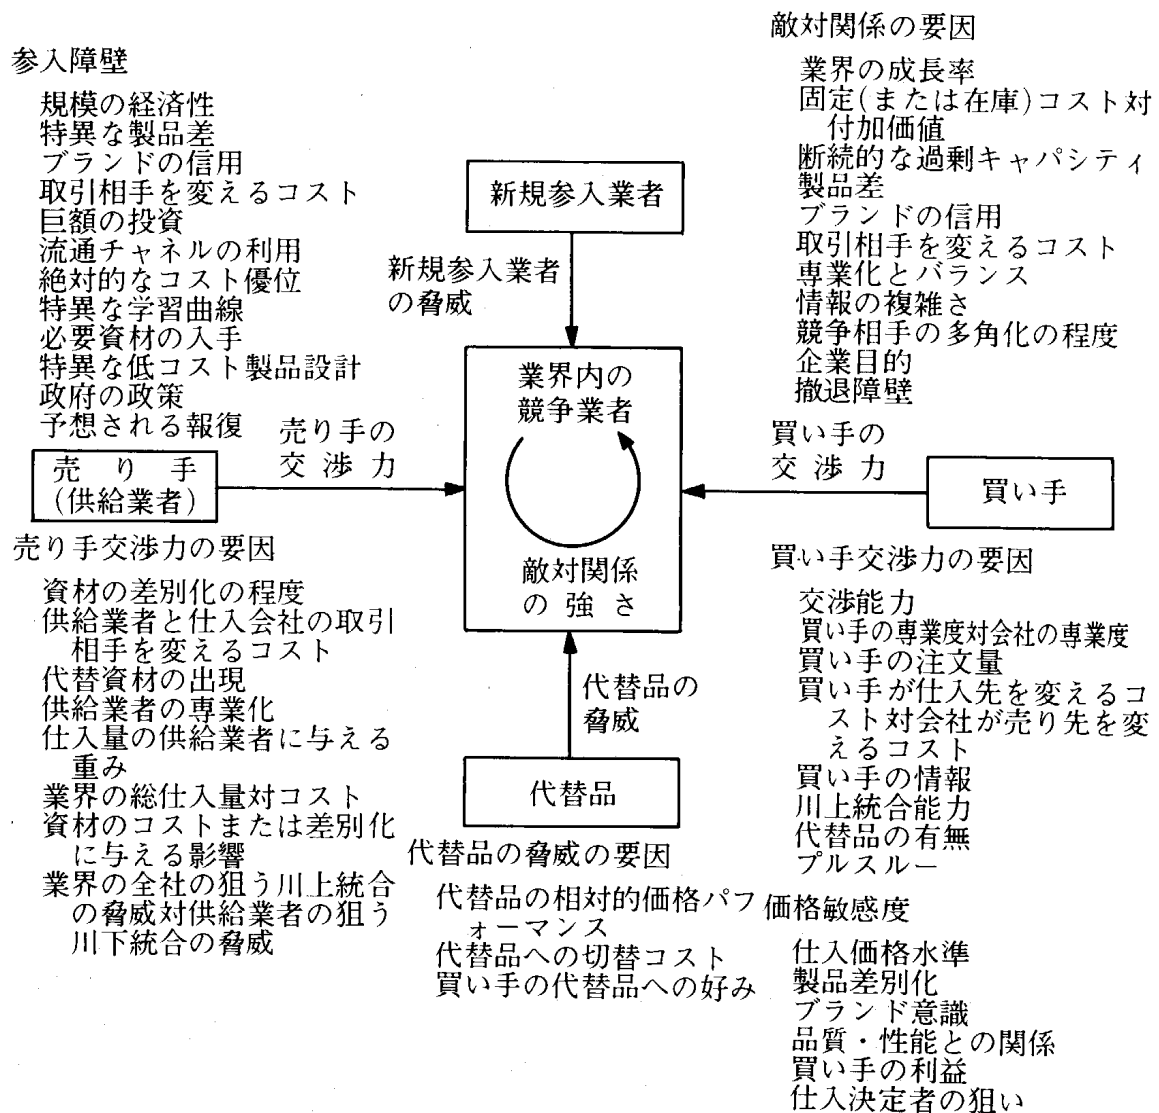 参入障壁
規模の経済性
特異な製品差
ブランドの信用
取引相手を変えるコスト
巨額の投資
流通チャネルの利用
絶対的なコスト優位
特異な学習曲線
必要資材の入手
特異な低コスト製品設計
政府の政策
予想される報復
新規参入業者
新規参入業者
の脅威
敵対関係の要因
業界の成長率
固定(または在庫)コスト対
付加価値
断続的な過剰キャパシティ
製品差
ブランドの信用
取引相手を変えるコスト
専業化とバランス
情報の複雑さ
競争相手の多角化の程度
企業目的
撤退障壁
売り手
(供給業者)
売り手の
交渉力
業界内の
競争業者
敵対関係
の強さ
買い手の
交渉力
買い手
売り手交渉力の要因
資材の差別化の程度
供給業者と仕入会社の取引
相手を変えるコスト
代替資材の出現
供給業者の専業化
仕入量の供給業者に与える
重み
業界の総仕入量対コスト
資材のコストまたは差別化
に与える影響
業界の全社の狙う川上統合
の脅威対供給業者の狙う
川下統合の脅威
代替品の
脅威
代替品
代替品の脅威の要因
代替品の相対的価格パフ
ォーマンス
代替品への切替コスト
買い手の代替品への好み
買い手交渉力の要因
交渉能力
買い手の専業度対会社の専業度
買い手の注文量
買い手が仕入先を変えるコ
スト対会社が売り先を変
えるコスト
買い手の情報
川上統合能力
代替品の有無
プルスルー
価格敏感度
仕入価格水準
製品差別化
ブランド意識
品質・性能との関係
買い手の利益
仕入決定者の狙い